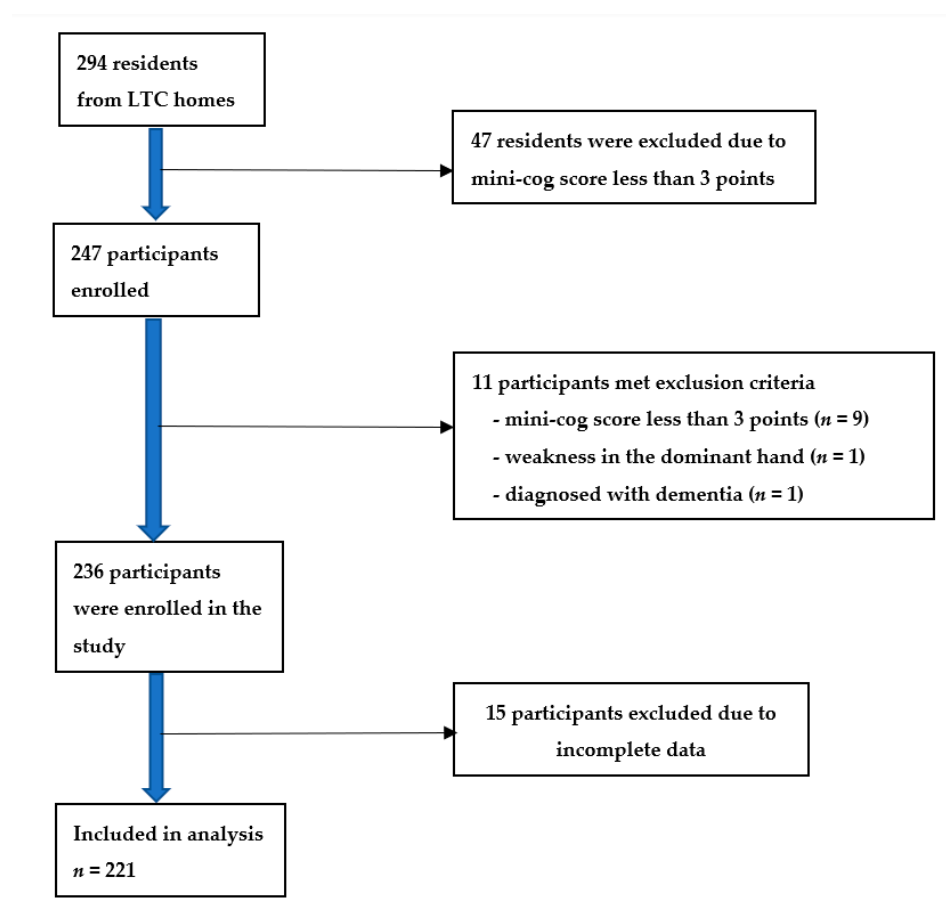 294 residents
from LTC homes
47 residents were excluded due to
mini-cog score less than 3 points
247 participants
enrolled
11 participants met exclusion criteria
- mini-cog score less than 3 points (n = 9)
- weakness in the dominant hand (n = 1)
- diagnosed with dementia (n = 1)
236 participants
were enrolled in the
study
15 participants excluded due to
incomplete data
Included in analysis
n = 221